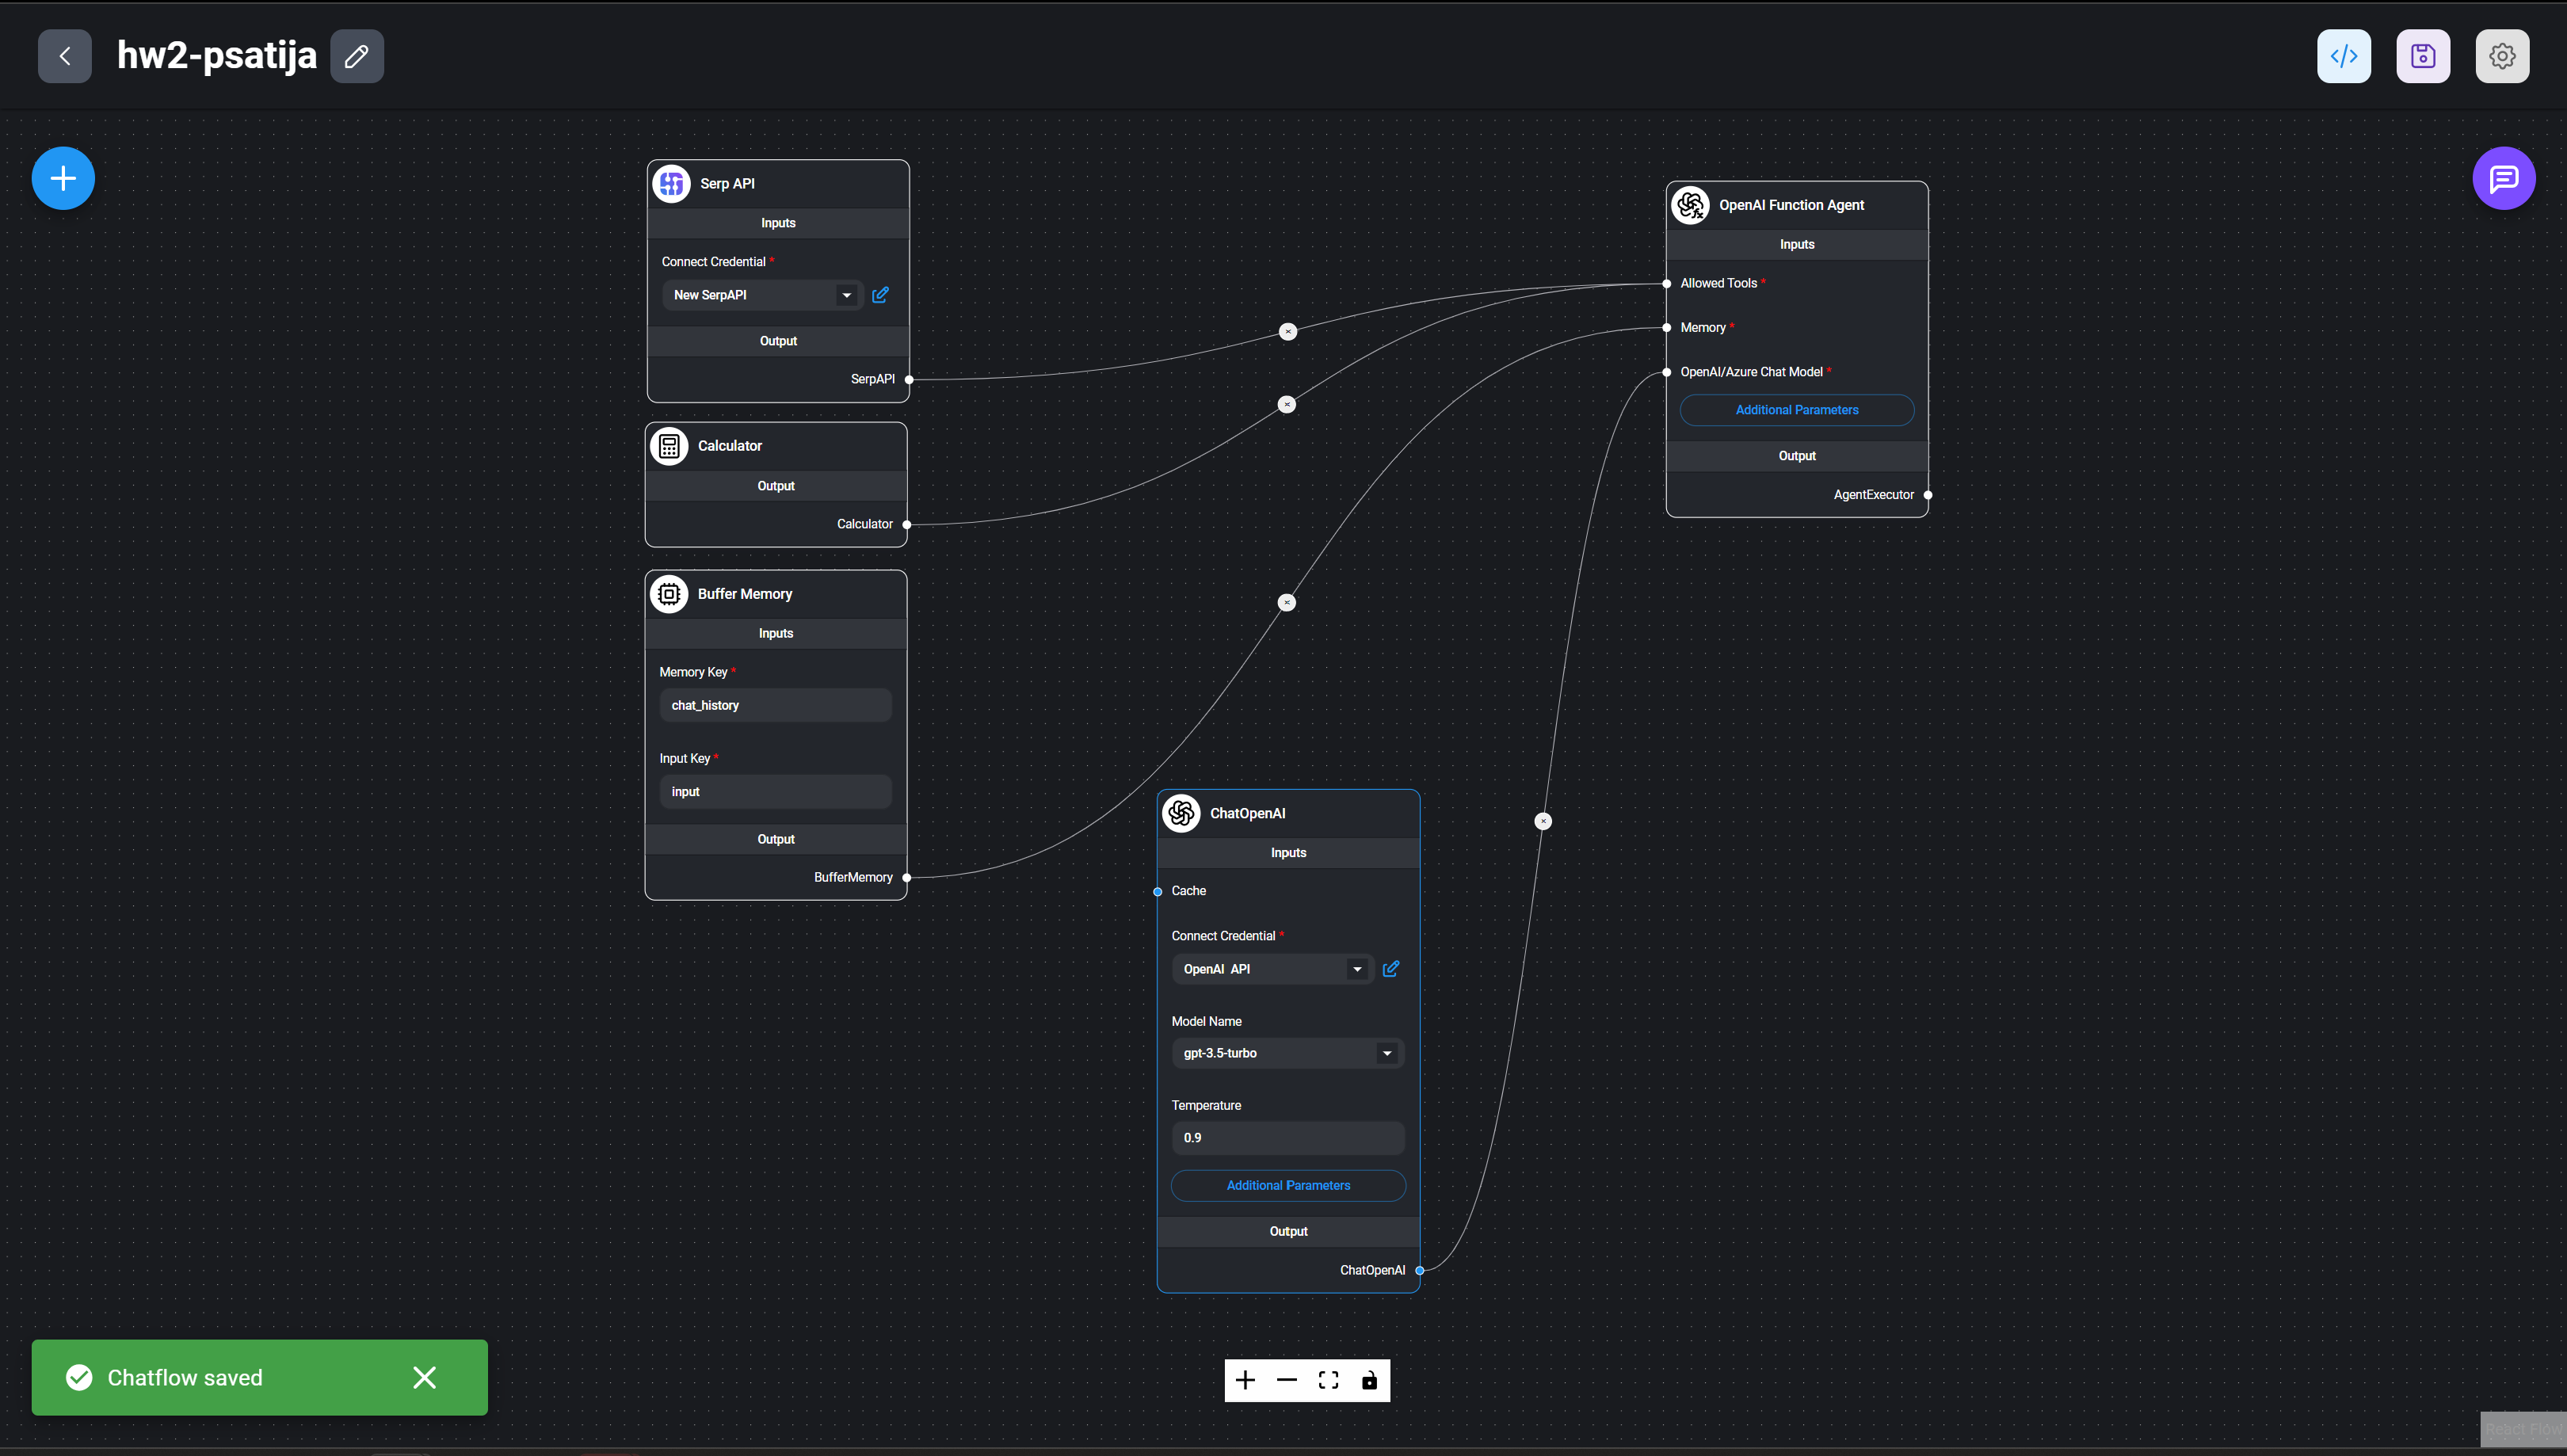 hw2-psatija
Serp API
Inputs
Connect Credential *
New SerpAPI
Output
SerpAPI
Calculator
Output
Calculator
Buffer Memory
Inputs
Memory Key *
chat_history
Input Key *
input
Output
BufferMemory
ChatOpenAI
Inputs
Cache
Connect Credential *
OpenAI API
Model Name
gpt-3.5-turbo
Temperature
0.9
Additional Parameters
Output
ChatOpenAI
OpenAI Function Agent
Inputs
Allowed Tools *
Memory *
OpenAI/Azure Chat Model *
Additional Parameters
Output
AgentExecutor
Chatflow saved
React Flow